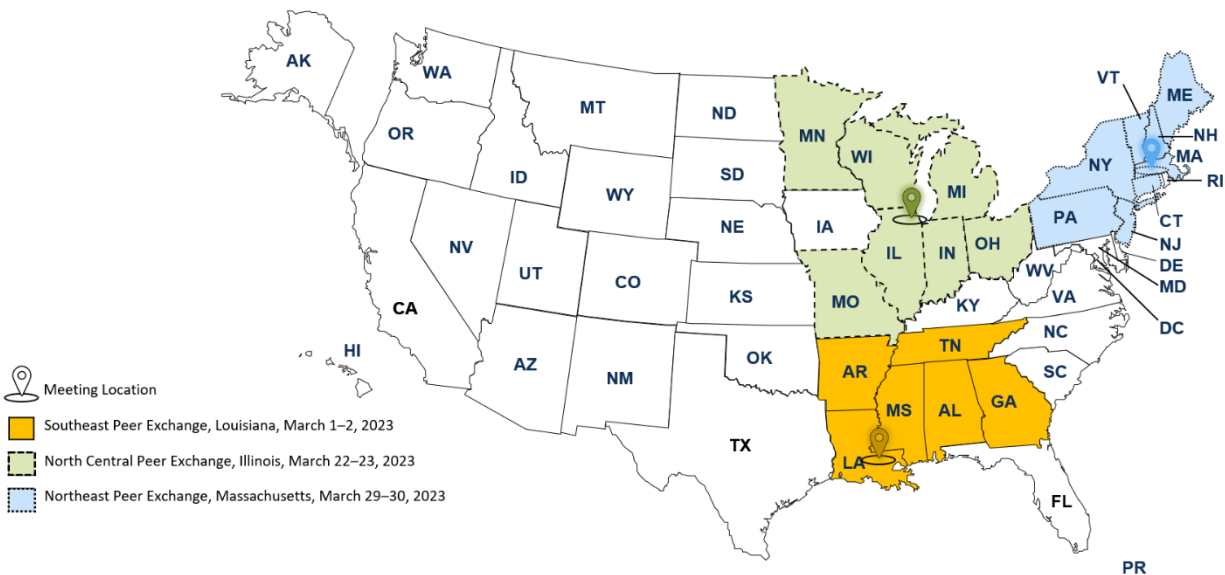 AK
WA
MT
ND
MN
VT
ME
OR
ID
SD
WI
NY
NH
MA
WY
MI
RI
NV
NE
IA
PA
CT
UT
CO
IL
IN
OH
NJ
DE
CA
KS
MO
WV
MD
KY
VA
DC
HI
AZ
NM
OK
AR
TN
NC
SC
MS
AL
GA
TX
LA
FL
PR
Meeting Location
Southeast Peer Exchange, Louisiana, March 1–2, 2023
North Central Peer Exchange, Illinois, March 22–23, 2023
Northeast Peer Exchange, Massachusetts, March 29–30, 2023